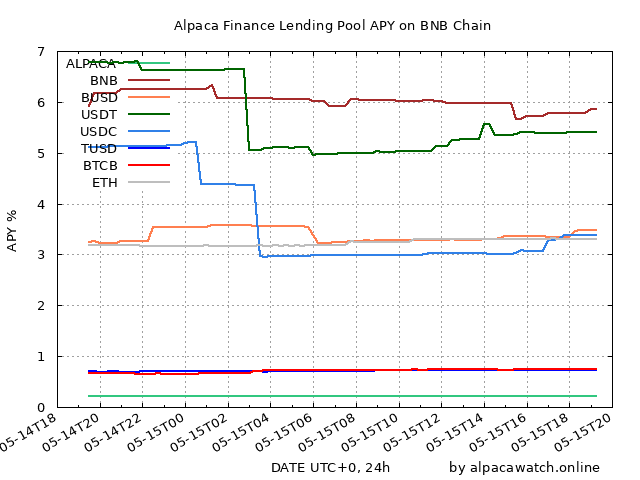 Alpaca Finance Lending Pool APY on BNB Chain
7
6
5
4
3
2
1
0
APY %
ALPACA
BNB
BUSD
USDT
USDC
TUSD
BTCB
ETH
05-14T18
05-14T20
05-14T22
05-15T00
05-15T02
05-15T04
05-15T06
05-15T08
05-15T10
05-15T12
05-15T14
05-15T16
05-15T18
05-15T20
DATE UTC+0, 24h
by alpacawatch.online